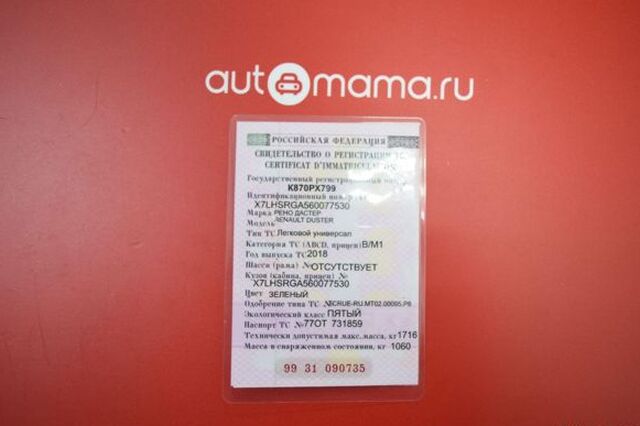 automama.ru
РОССИЙСКАЯ ФЕДЕРАЦИЯ
СВИДЕТЕЛЬСТВО О РЕГИСТРАЦИИ ТС
CERTIFICAT D'IMMATRICULATION
Государственный регистрационный
К870РХ799
Идентификационный номер
X7LHSRGA560077530
Марка РЕНО ДАСТЕР
Модель RENAULT DUSTER
Тип ТС Легковой универсал
Категория ТС (ABCD, прицеп) B/M1
Год выпуска ТС 2018
Шасси (рама) № ОТСУТСТВУЕТ
Кузов (кабина, прицеп) №
X7LHSRGA560077530
Цвет ЗЕЛЕНЫЙ
Одобрение типа ТС №
Экологический класс ПЯТЫЙ
Паспорт ТС № 77ОТ 731859
Технически допустимая макс. масса, кг 1716
Масса в снаряженном состоянии, кг 1060
99 31 090735